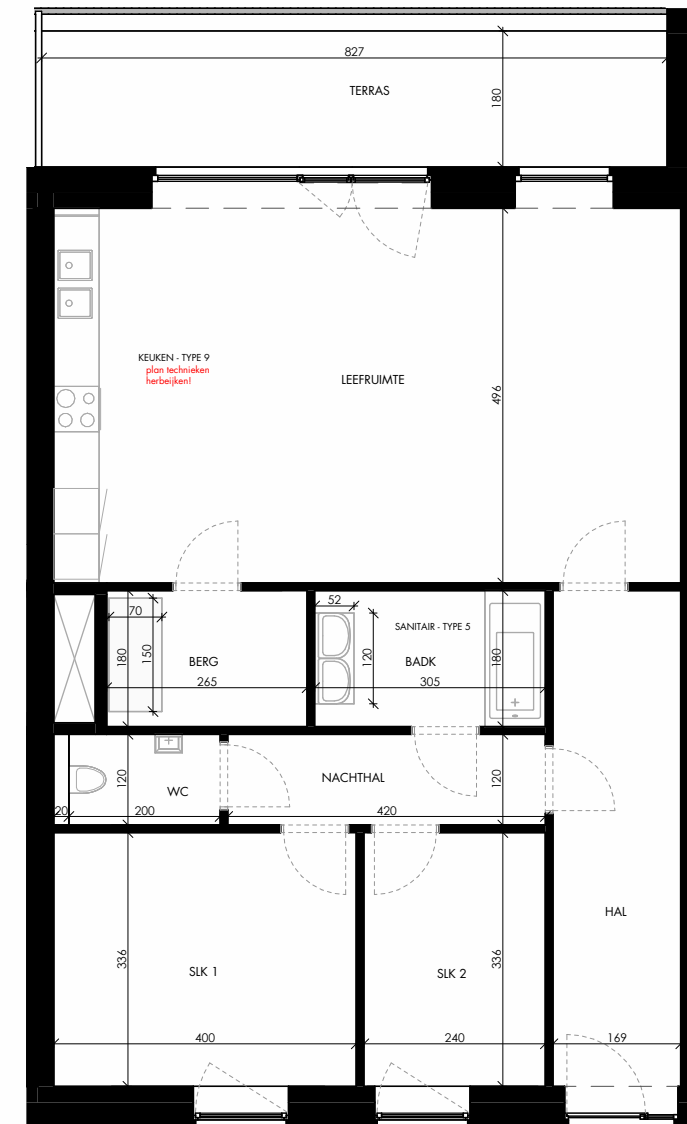 827
TERRAS
180
KEUKEN - TYPE 9
plan technieken
herbeijken!
LEEFRUIMTE
496
70
52
SANITAIR - TYPE 5
180
150
BERG
120
BADK
180
265
305
120
WC
NACHTHAL
120
20
200
420
HAL
336
SLK 1
SLK 2
336
400
240
169